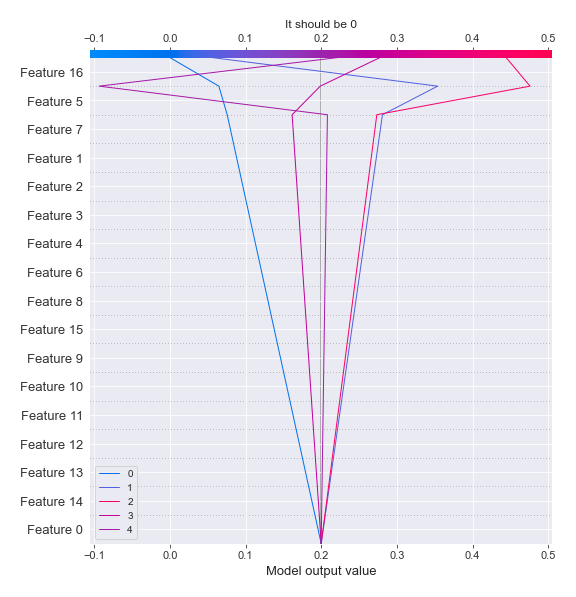 It should be 0
−0.1 0.0 0.1 0.2 0.3 0.4 0.5
Feature 16
Feature 5
Feature 7
Feature 1
Feature 2
Feature 3
Feature 4
Feature 6
Feature 8
Feature 15
Feature 9
Feature 10
Feature 11
Feature 12
Feature 13
Feature 14
Feature 0
0
1
2
3
4
−0.1 0.0 0.1 0.2 0.3 0.4 0.5
Model output value